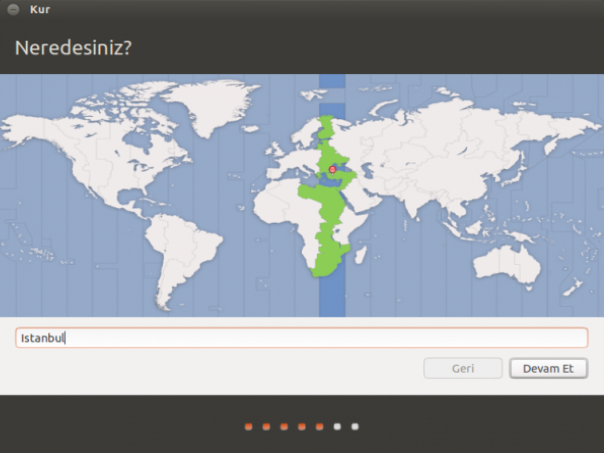 Kur
Neredesiniz?
Istanbul
Geri
Devam Et